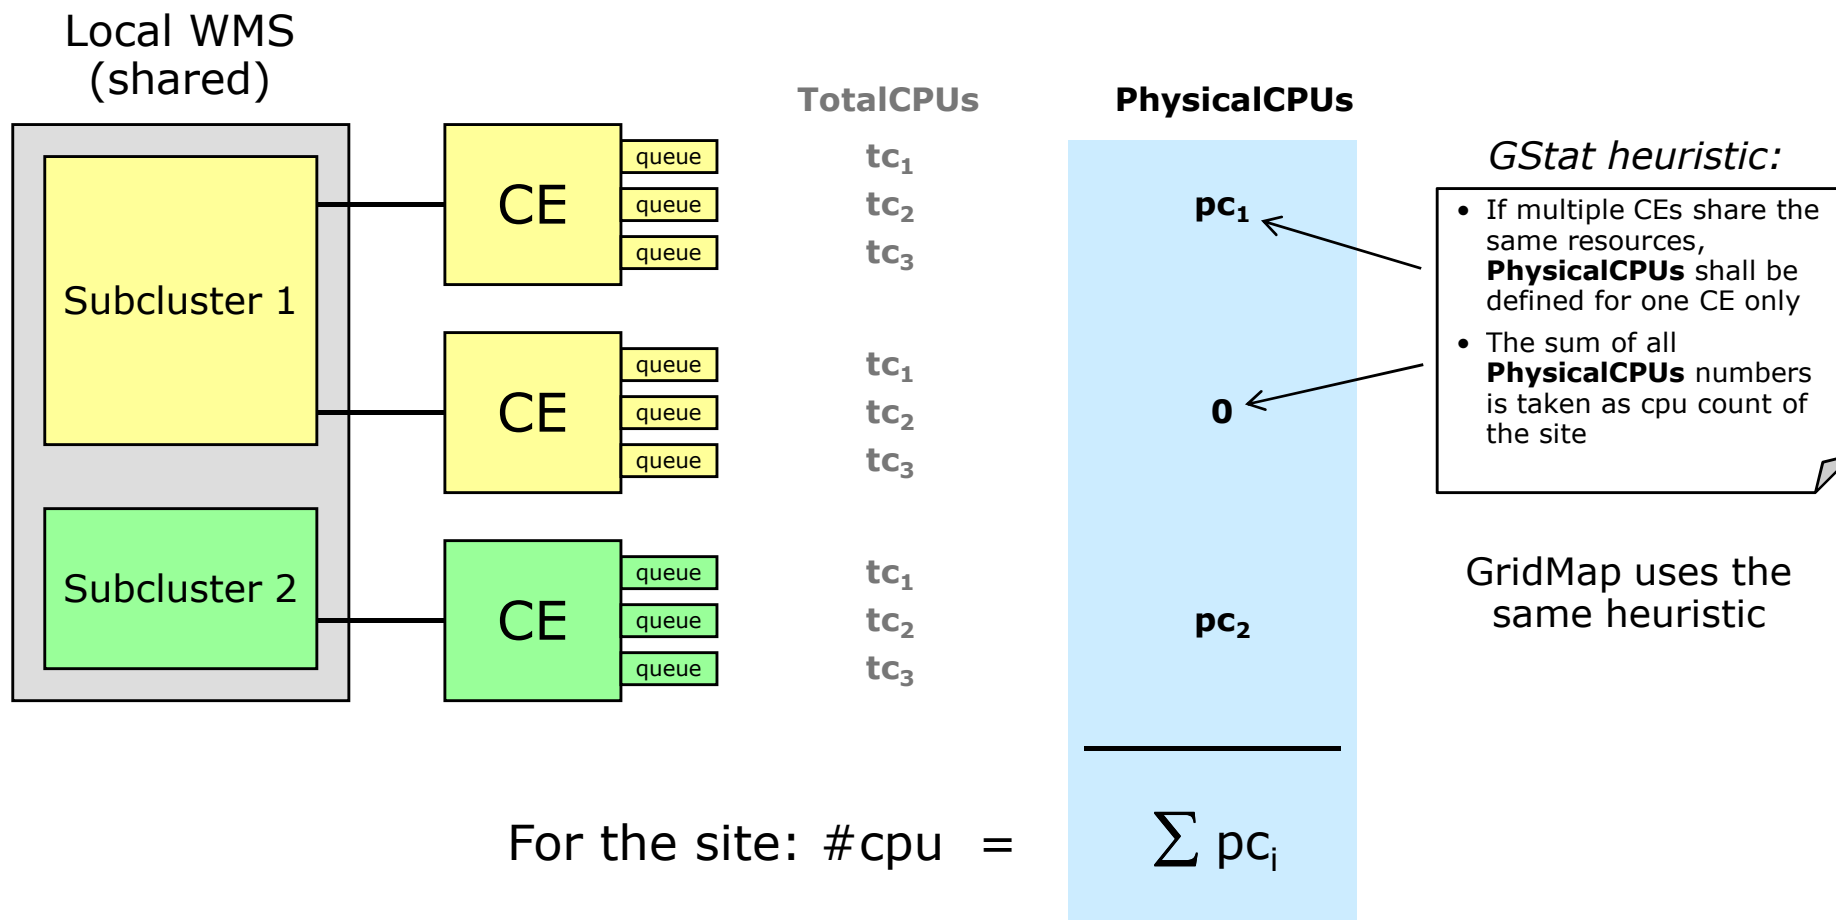 Local WMS
(shared)
TotalCPUs
PhysicalCPUs
Subcluster 1
CE
queue
queue
queue
tc1
tc2
tc3
pc1
CE
queue
queue
queue
tc1
tc2
tc3
0
Subcluster 2
CE
queue
queue
queue
tc1
tc2
tc3
pc2
GStat heuristic:
• If multiple CEs share the
same resources,
PhysicalCPUs shall be
defined for one CE only
• The sum of all
PhysicalCPUs numbers
is taken as cpu count of
the site
GridMap uses the
same heuristic
For the site: #cpu = ∑ pci